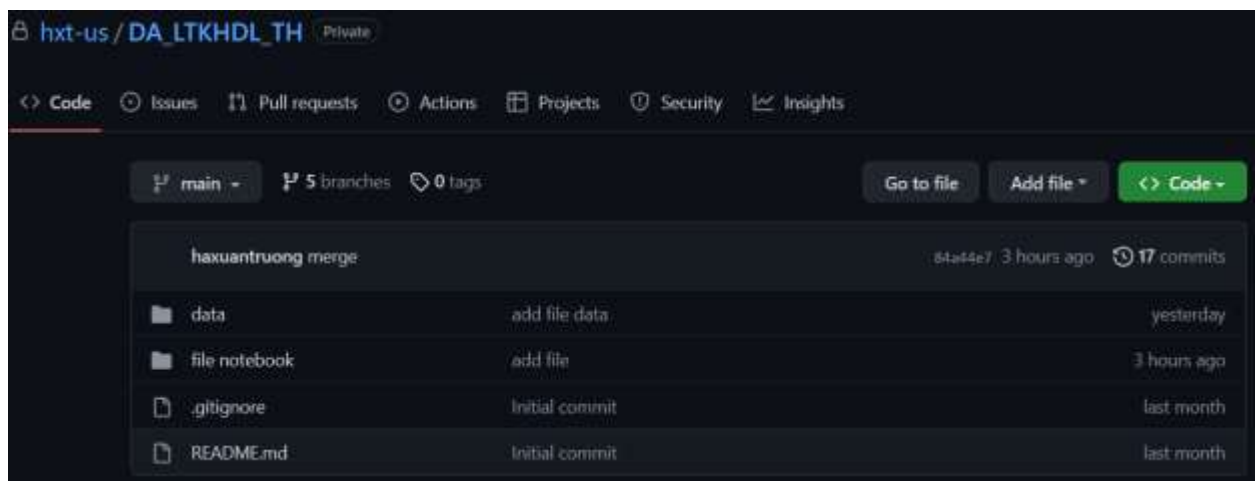 hxt-us / DA_LTKHDL_TH Private
<> Code Issues Pull requests Actions Projects Security Insights
main 5 branches 0 tags Go to file Add file <> Code
haxuantruong merge 84a44e7 3 hours ago 17 commits
data add file data yesterday
file notebook add file 3 hours ago
.gitignore Initial commit last month
README.md Initial commit last month